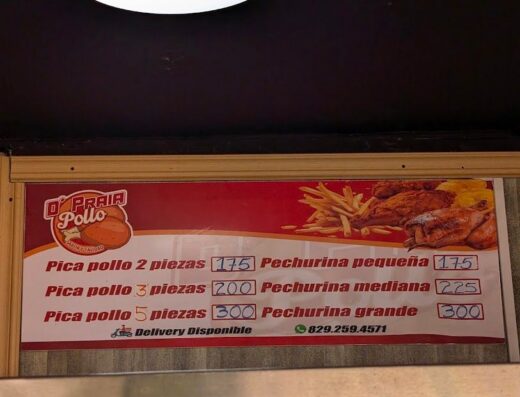 D' PRAIA
Pollo
Pica pollo 2 piezas 175 Pechurina pequeña 175
Pica pollo 3 piezas 200 Pechurina mediana 225
Pica pollo 5 piezas 300 Pechurina grande 300
Delivery Disponible 829.259.4571